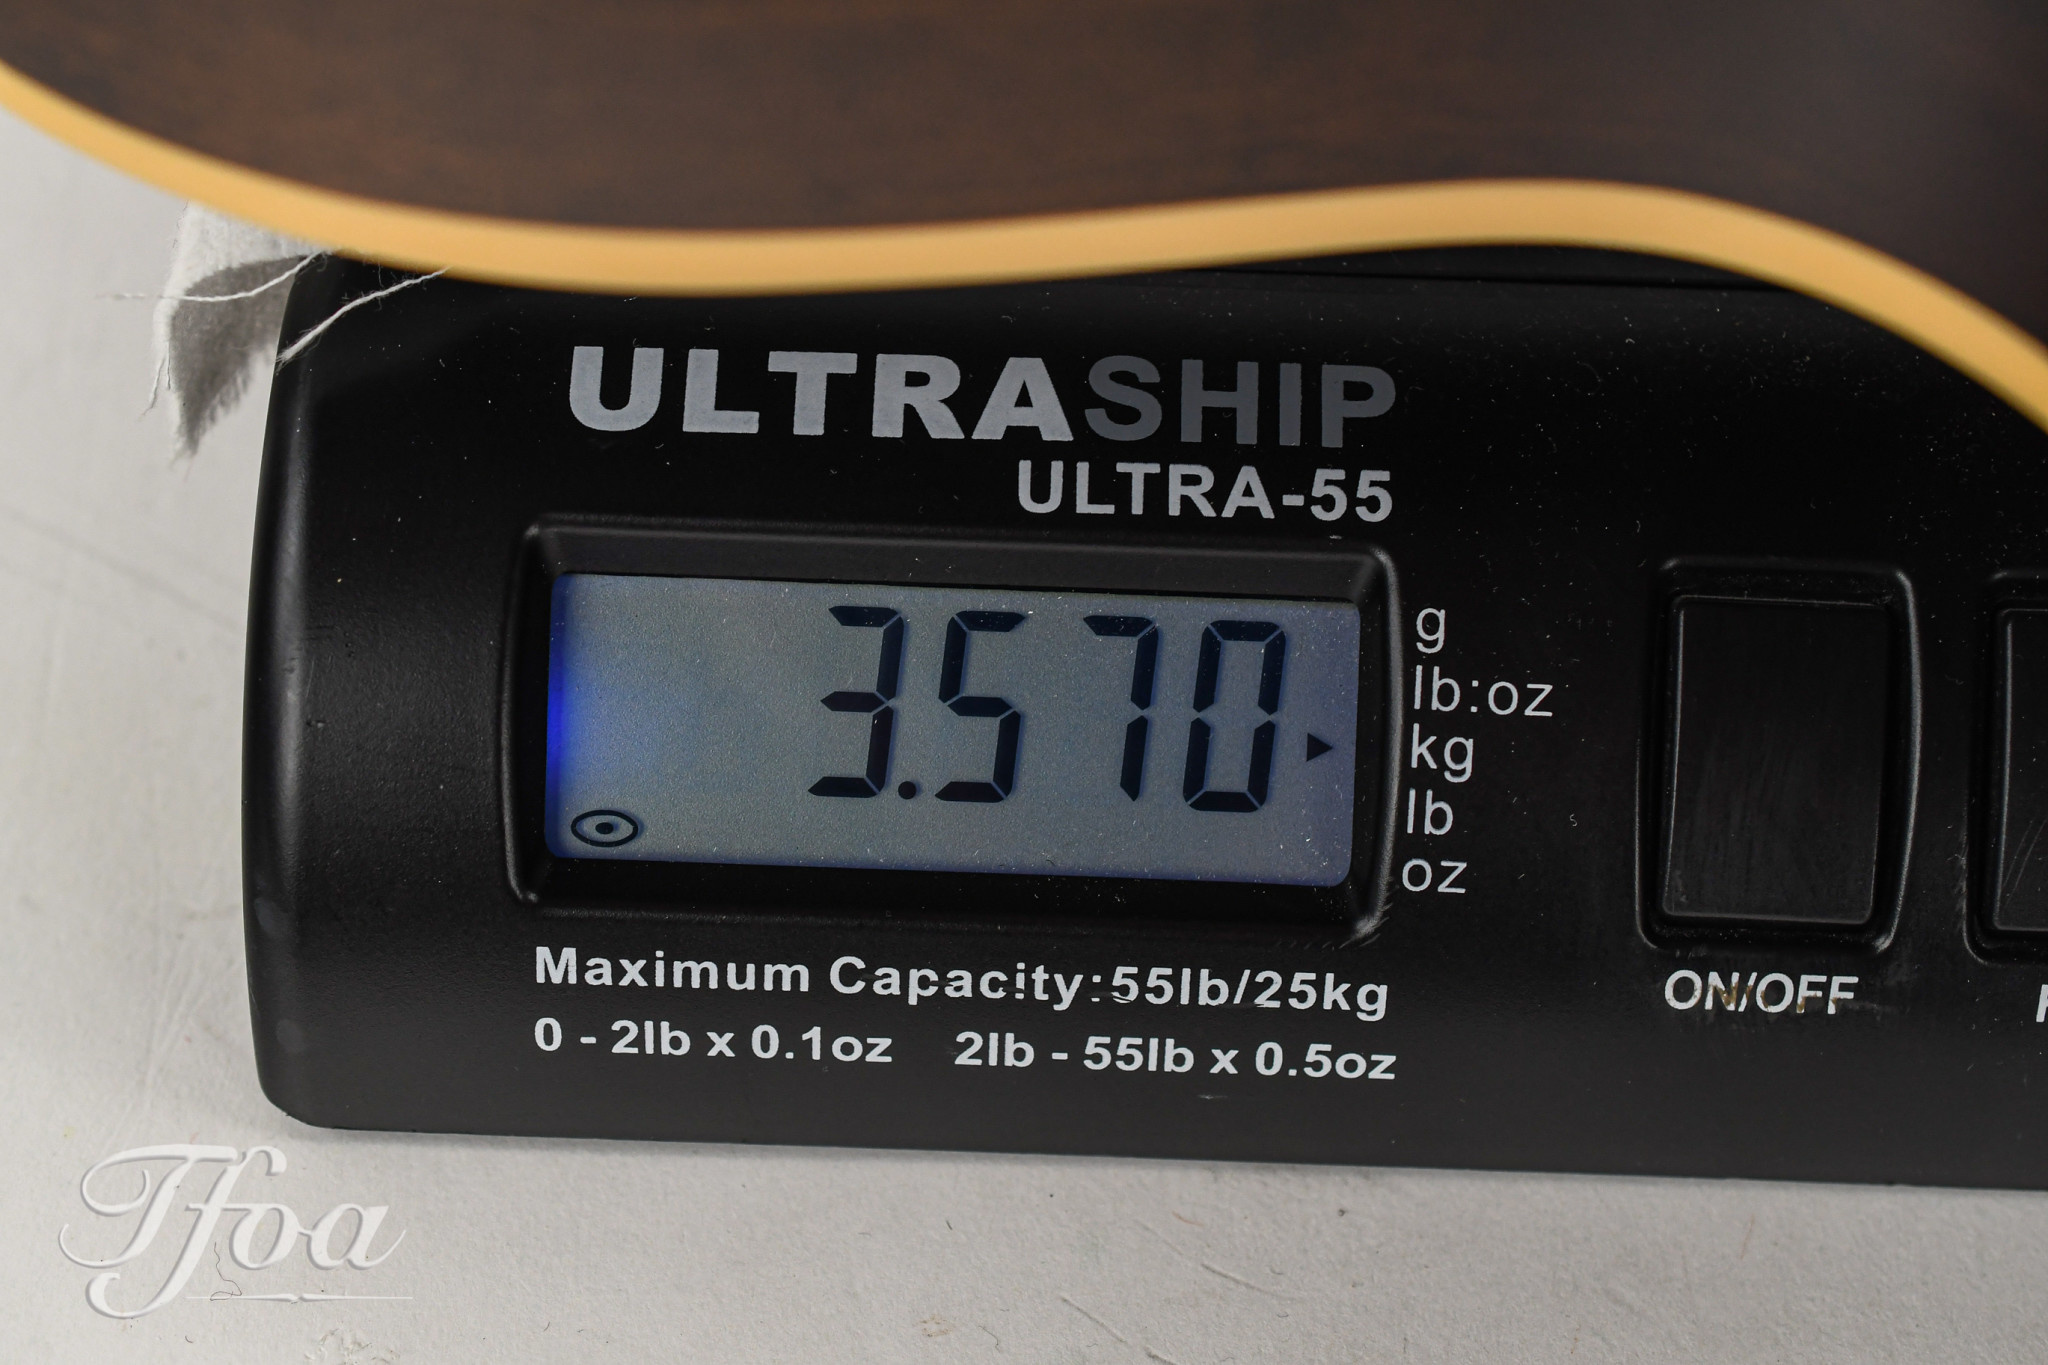 ULTRASHIP
ULTRA-55
3.570
g
lb:oz
kg
lb
oz
Maximum Capacity:55lb/25kg
0 - 2lb x 0.1oz 2lb - 55lb x 0.5oz
ON/OFF
Tfoa